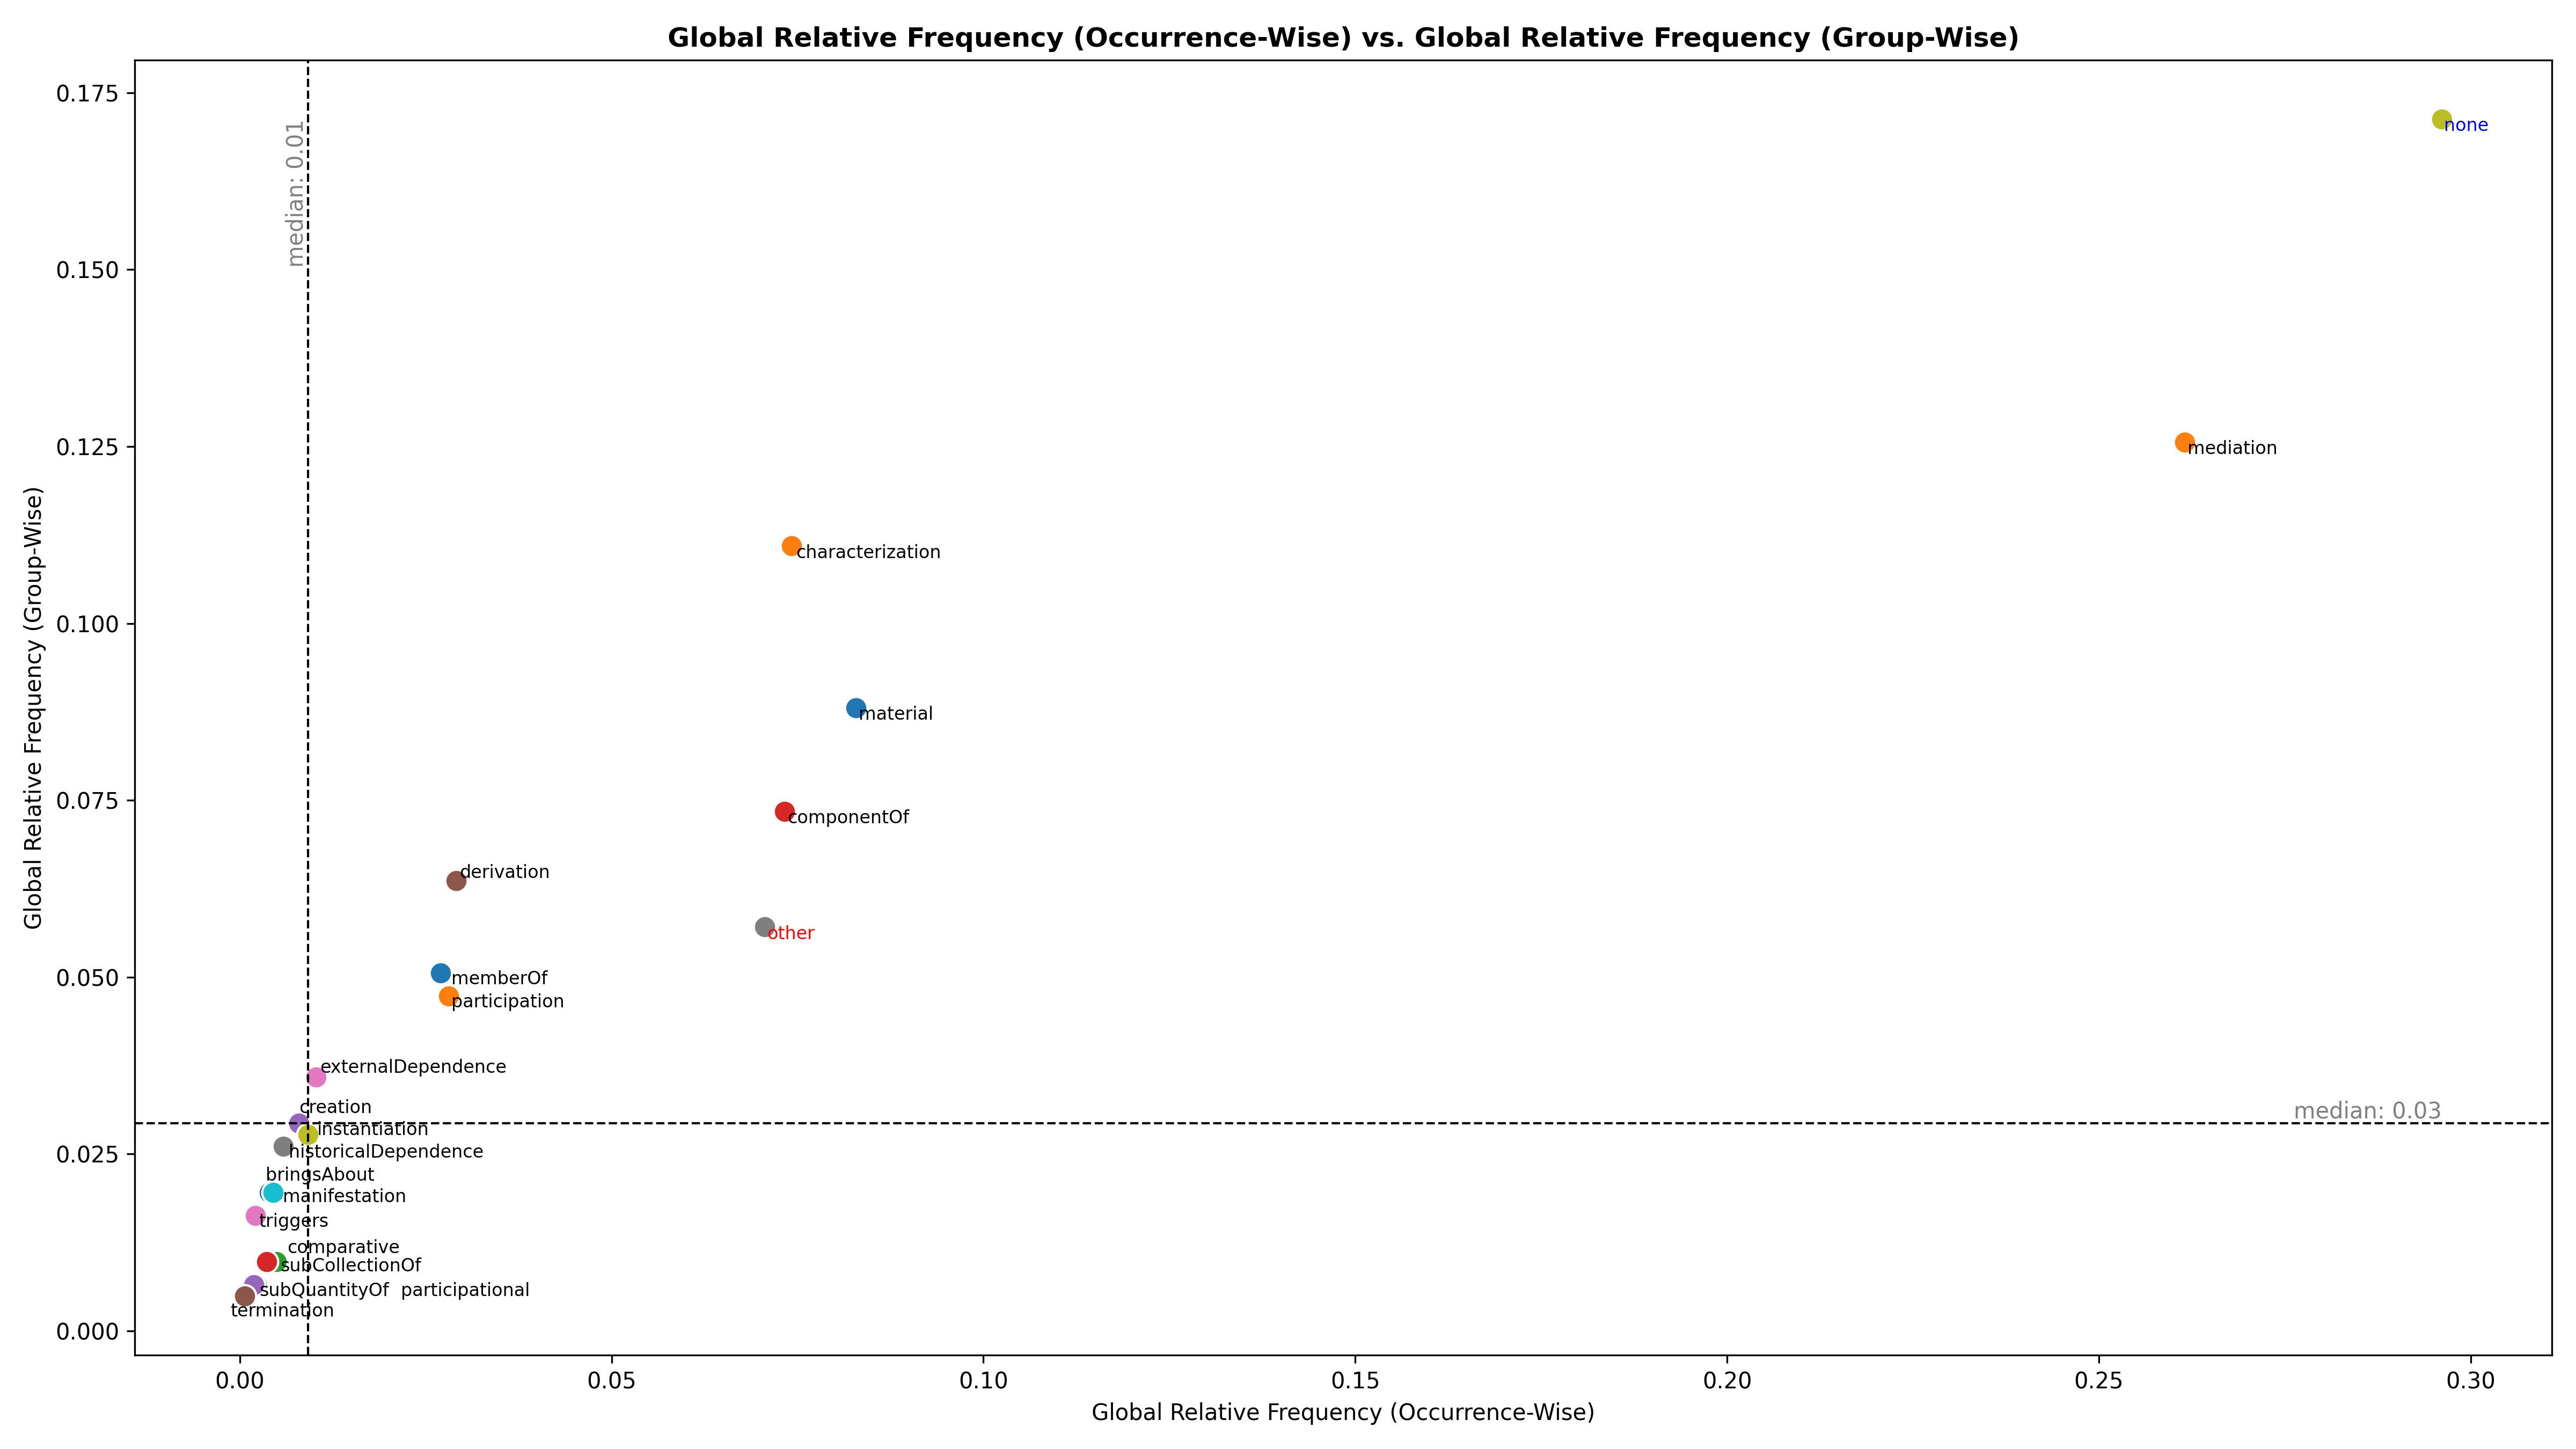 Global Relative Frequency (Occurrence-Wise) vs. Global Relative Frequency (Group-Wise)
0.175
0.150
0.125
0.100
0.075
0.050
0.025
0.000
Global Relative Frequency (Group-Wise)
median: 0.01
none
mediation
characterization
material
componentOf
derivation
other
memberOf
participation
externalDependence
creation
median: 0.03
instantiation
historicalDependence
bringsAbout
manifestation
triggers
comparative
subCollectionOf
subQuantityOf participational
termination
0.00 0.05 0.10 0.15 0.20 0.25 0.30
Global Relative Frequency (Occurrence-Wise)